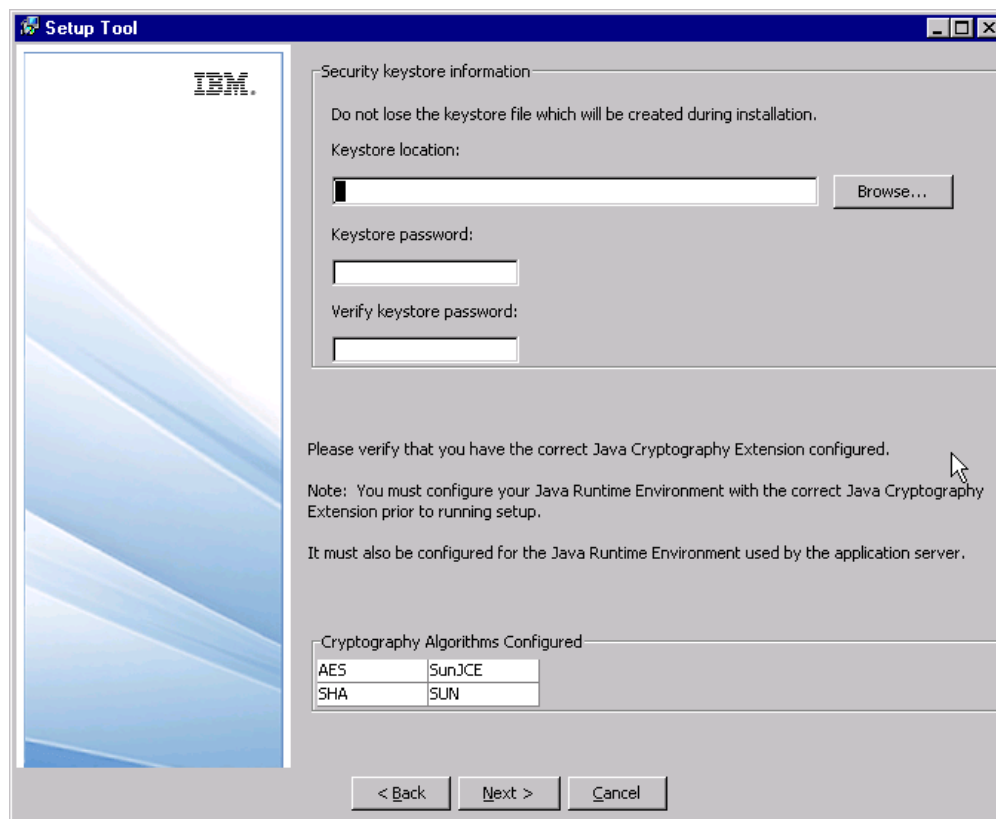 Setup Tool
IBM.
Security keystore information
Do not lose the keystore file which will be created during installation.
Keystore location:
Browse...
Keystore password:
Verify keystore password:
Please verify that you have the correct Java Cryptography Extension configured.
Note: You must configure your Java Runtime Environment with the correct Java Cryptography
Extension prior to running setup.
It must also be configured for the Java Runtime Environment used by the application server.
Cryptography Algorithms Configured
AES SunJCE
SHA SUN
< Back Next > Cancel